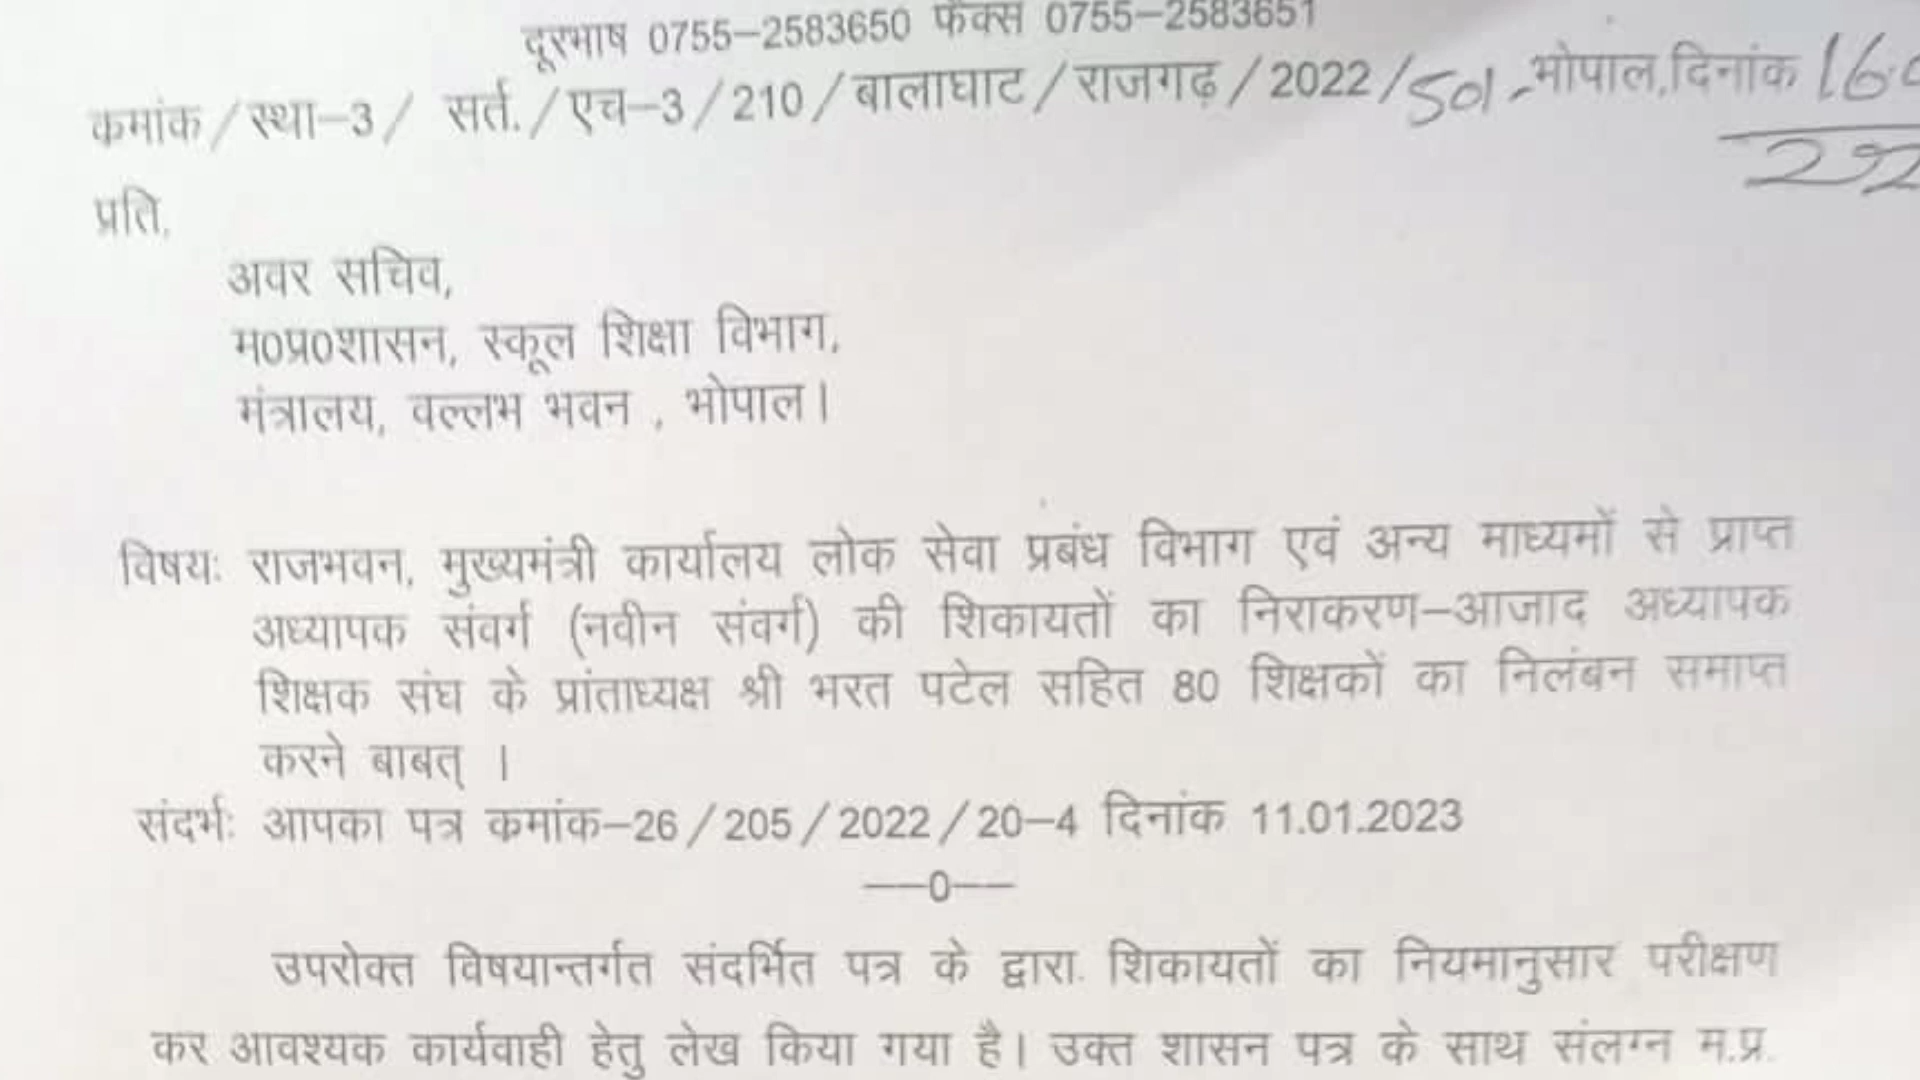 दूरभाष 0755–2583650 फैक्स 0755–2583651
कमांक/स्था–3/ सर्त./एच–3/210/बालाघाट/राजगढ़/2022/501 भोपाल,दिनांक 16.
22
प्रति,
अवर सचिव,
म0प्र0शासन, स्कूल शिक्षा विभाग,
मंत्रालय, वल्लभ भवन , भोपाल।
विषयः राजभवन, मुख्यमंत्री कार्यालय लोक सेवा प्रबंध विभाग एवं अन्य माध्यमों से प्राप्त
अध्यापक संवर्ग (नवीन संवर्ग) की शिकायतों का निराकरण–आजाद अध्यापक
शिक्षक संघ के प्रांताध्यक्ष श्री भरत पटेल सहित 80 शिक्षकों का निलंबन समाप्त
करने बाबत् ।
संदर्भः आपका पत्र कमांक–26/205/2022/20–4 दिनांक 11.01.2023
––0––
उपरोक्त विषयान्तर्गत संदर्भित पत्र के द्वारा. शिकायतों का नियमानुसार परीक्षण
कर आवश्यक कार्यवाही हेतु लेख किया गया है। उक्त शासन पत्र के साथ संलग्न म.प्र.